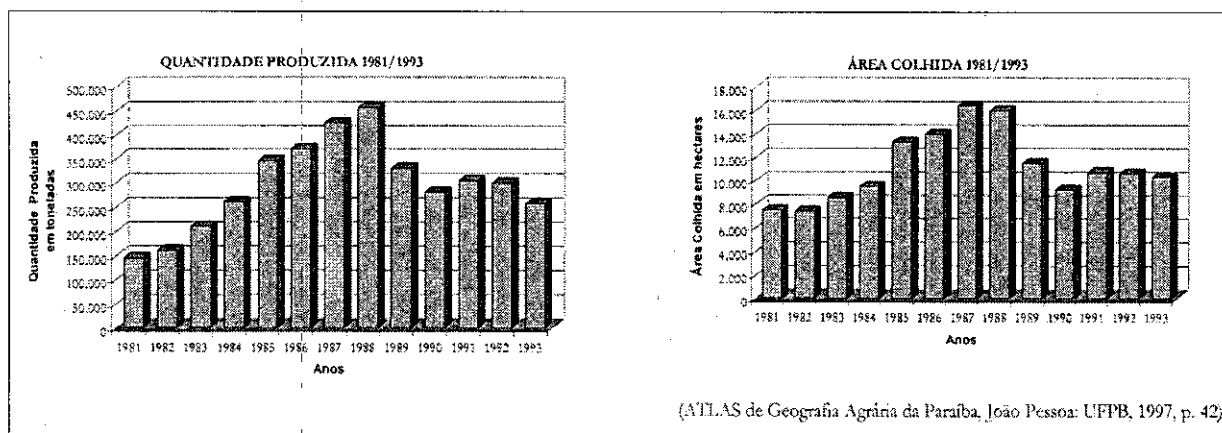 QUANTIDADE PRODUZIDA 1981/1993
Quantidade Produzida
em toneladas
500.000
450.000
400.000
350.000
300.000
250.000
200.000
150.000
100.000
50.000
0
1981 1982 1983 1984 1985 1986 1987 1988 1989 1990 1991 1992 1993
Anos
ÁREA COLHIDA 1981/1993
Área Colhida em hectares
18.000
16.000
14.000
12.000
10.000
8.000
6.000
4.000
2.000
0
1981 1982 1983 1984 1985 1986 1987 1988 1989 1990 1991 1992 1993
Anos
(ATLAS de Geografia Agrária da Paraíba, João Pessoa: UFPB, 1997, p. 42)